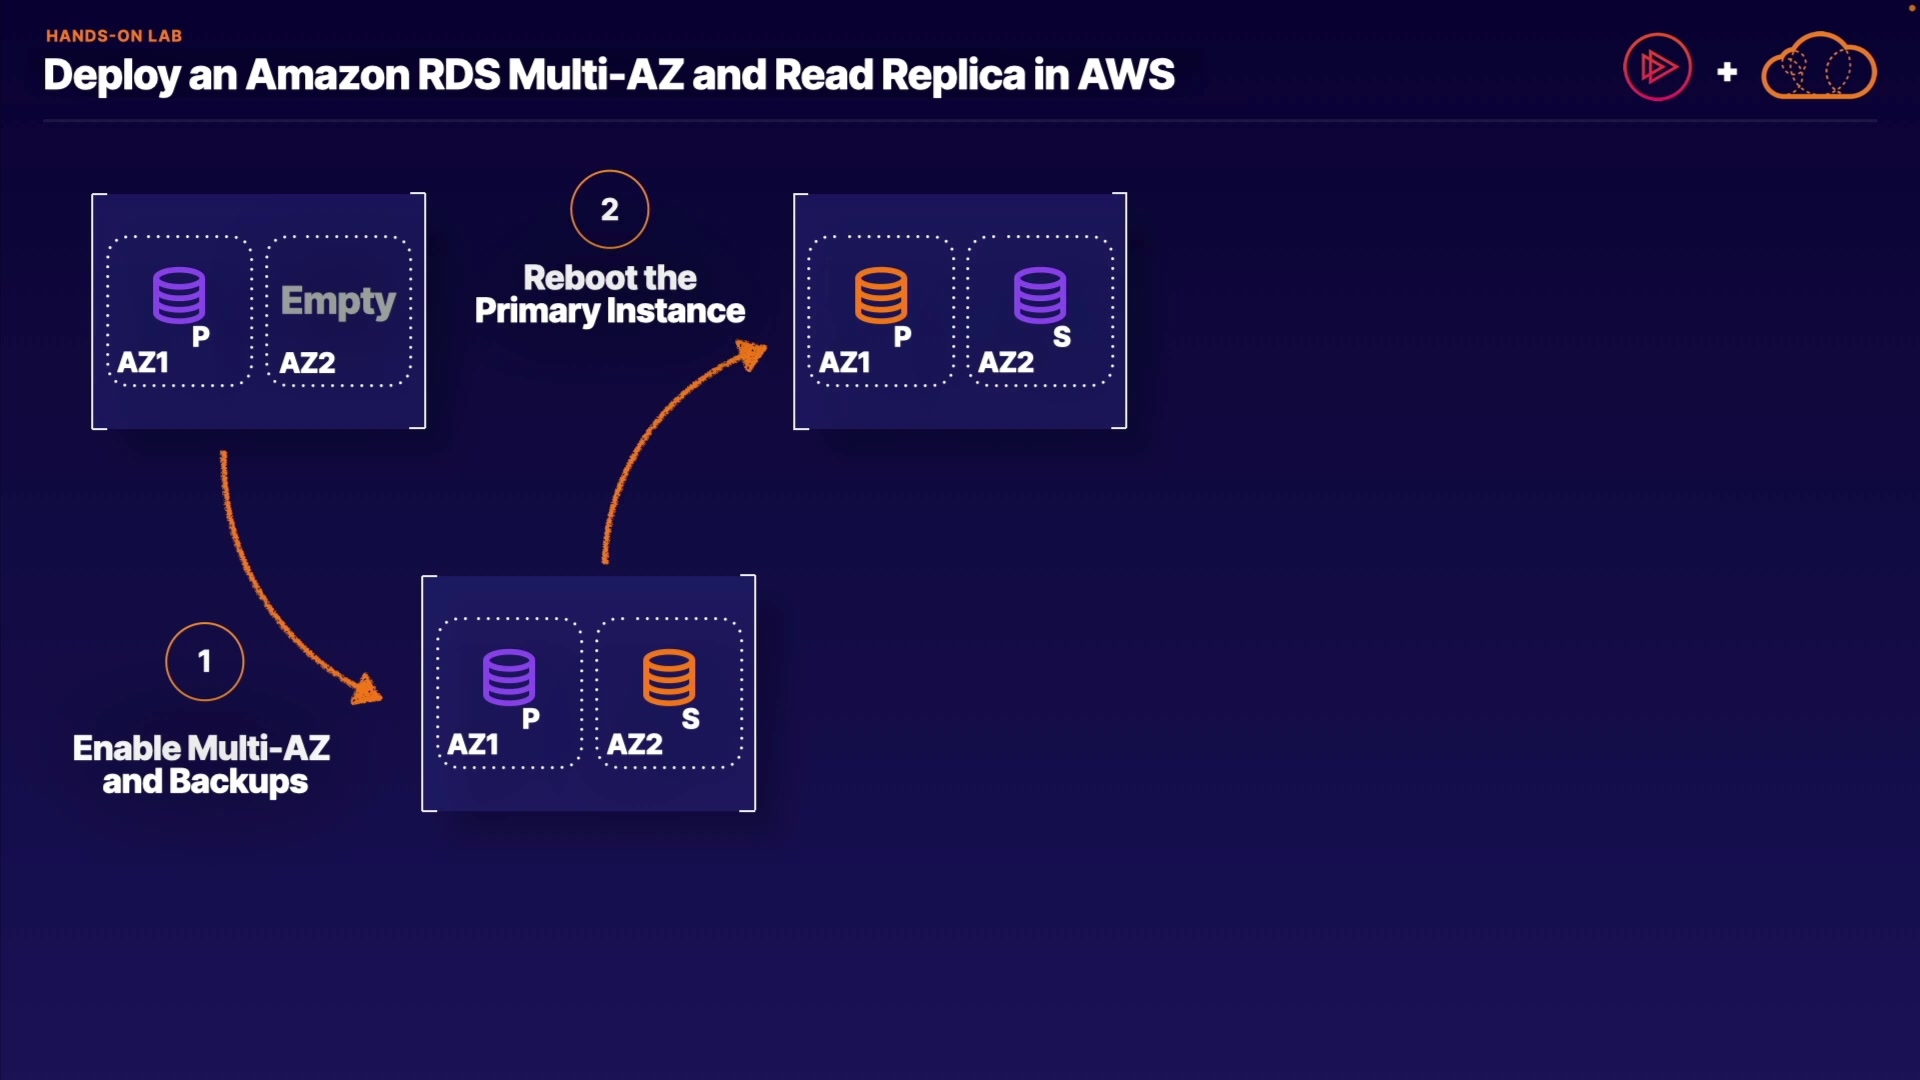 HANDS-ON LAB
Deploy an Amazon RDS Multi-AZ and Read Replica in AWS
+
P
AZ1
Empty
AZ2
2
Reboot the
Primary Instance
P
AZ1
S
AZ2
1
Enable Multi-AZ
and Backups
P
AZ1
S
AZ2